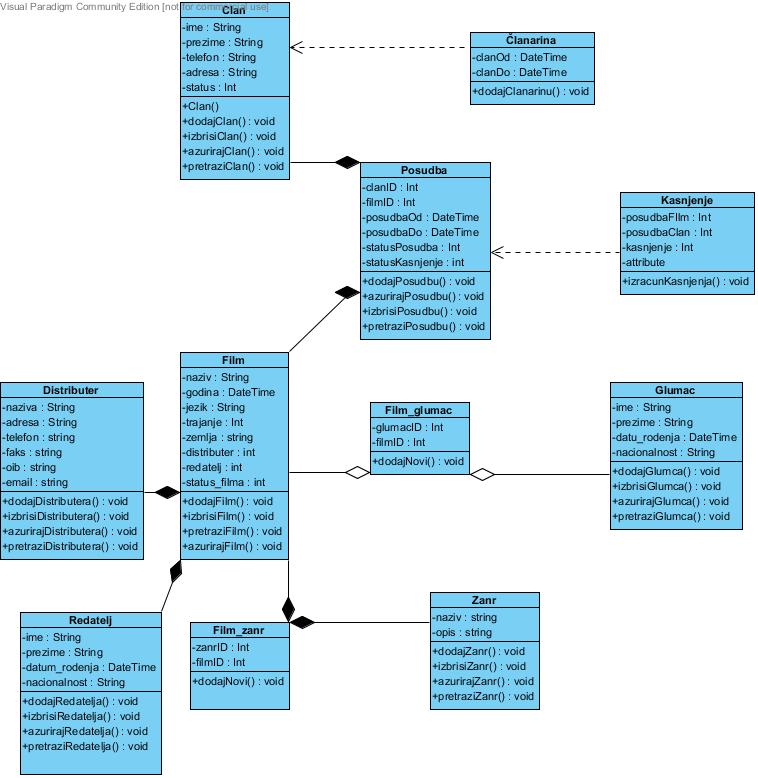 Visual Paradigm Community Edition [not for commercial use]
Clan
-ime : String
-prezime : String
-telefon : String
-adresa : String
-status : Int
+Clan()
+dodajClan() : void
+izbrisiClan() : void
+azurirajClan() : void
+pretraziClan() : void
Članarina
-clanOd : DateTime
-clanDo : DateTime
+dodajClanarinu() : void
Posudba
-clanID : Int
-filmID : Int
-posudbaOd : DateTime
-posudbaDo : DateTime
-statusPosudba : Int
-statusKasnjenje : int
+dodajPosudbu() : void
+azurirajPosudbu() : void
+izbrisiPosudbu() : void
+pretraziPosudbu() : void
Kasnjenje
-posudbaFIlm : Int
-posudbaClan : Int
-kasnjenje : Int
-attribute
+izracunKasnjenja() : void
Film
-naziv : String
-godina : DateTime
-jezik : String
-trajanje : Int
-zemlja : string
-distributer : int
-redatelj : int
-status_filma : int
+dodajFilm() : void
+izbrisiFilm() : void
+pretraziFilm() : void
+azurirajFilm() : void
Distributer
-naziva : String
-adresa : String
-telefon : string
-faks : string
-oib : string
-email : string
+dodajDistributera() : void
+izbrisiDistributera() : void
+azurirajDistributera() : void
+pretraziDistributera() : void
Film_glumac
-glumacID : Int
-filmID : Int
+dodajNovi() : void
Glumac
-ime : String
-prezime : String
-datu_rodenja : DateTime
-nacionalnost : String
+dodajGlumca() : void
+izbrisiGlumca() : void
+azurirajGlumca() : void
+pretraziGlumca() : void
Redatelj
-ime : String
-prezime : String
-datum_rodenja : DateTime
-nacionalnost : String
+dodajRedatelja() : void
+izbrisiRedatelja() : void
+azurirajRedatelja() : void
+pretraziRedatelja() : void
Film_zanr
-zanrID : Int
-filmID : Int
+dodajNovi() : void
Zanr
-naziv : string
-opis : string
+dodajZanr() : void
+izbrisiZanr() : void
+azurirajZanr() : void
+pretraziZanr() : void